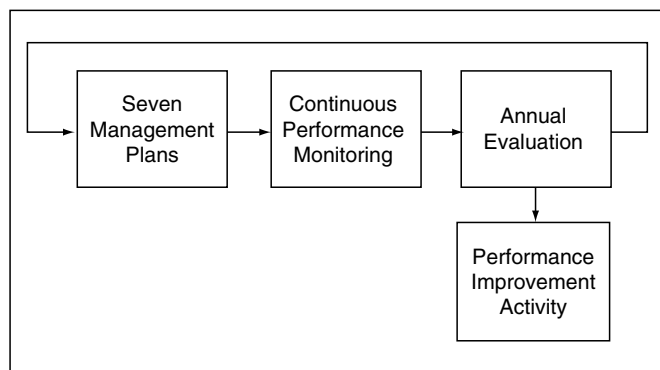 Seven
Management
Plans
Continuous
Performance
Monitoring
Annual
Evaluation
Performance
Improvement
Activity